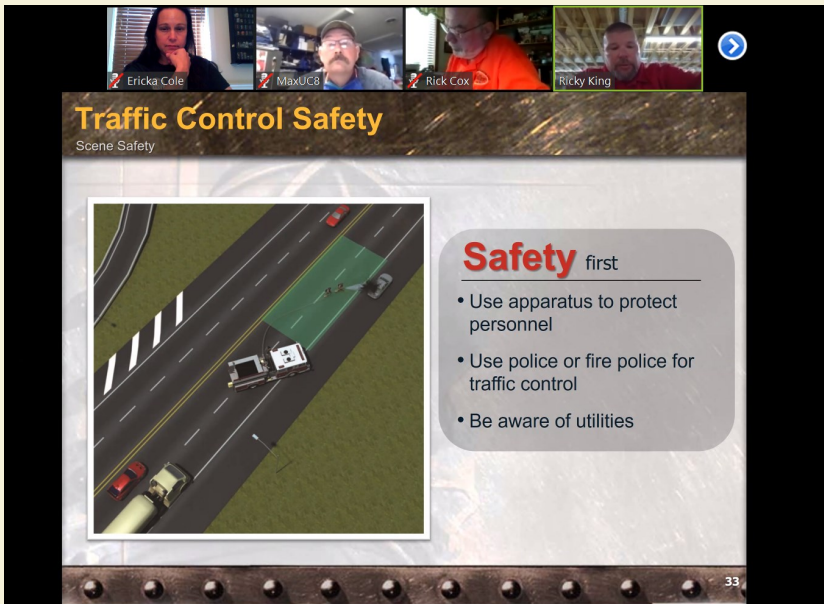 Ericka Cole
MaxUC8
Rick Cox
Ricky King
Traffic Control Safety
Scene Safety
Safety first
• Use apparatus to protect
personnel
• Use police or fire police for
traffic control
• Be aware of utilities
33